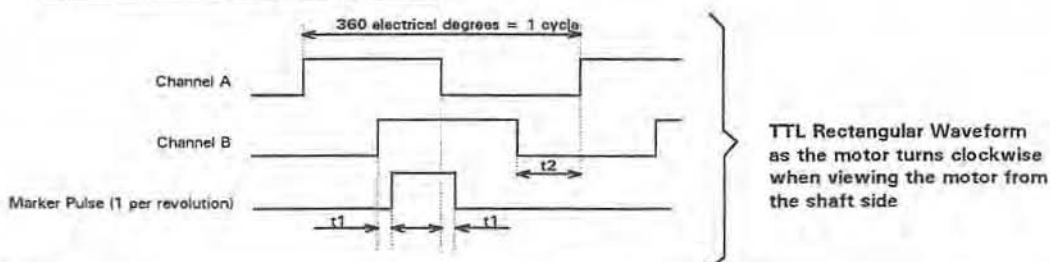 360 electrical degrees = 1 cycle
Channel A
Channel B
t2
Marker Pulse (1 per revolution)
t1
t1
TTL Rectangular Waveform
as the motor turns clockwise
when viewing the motor from
the shaft side